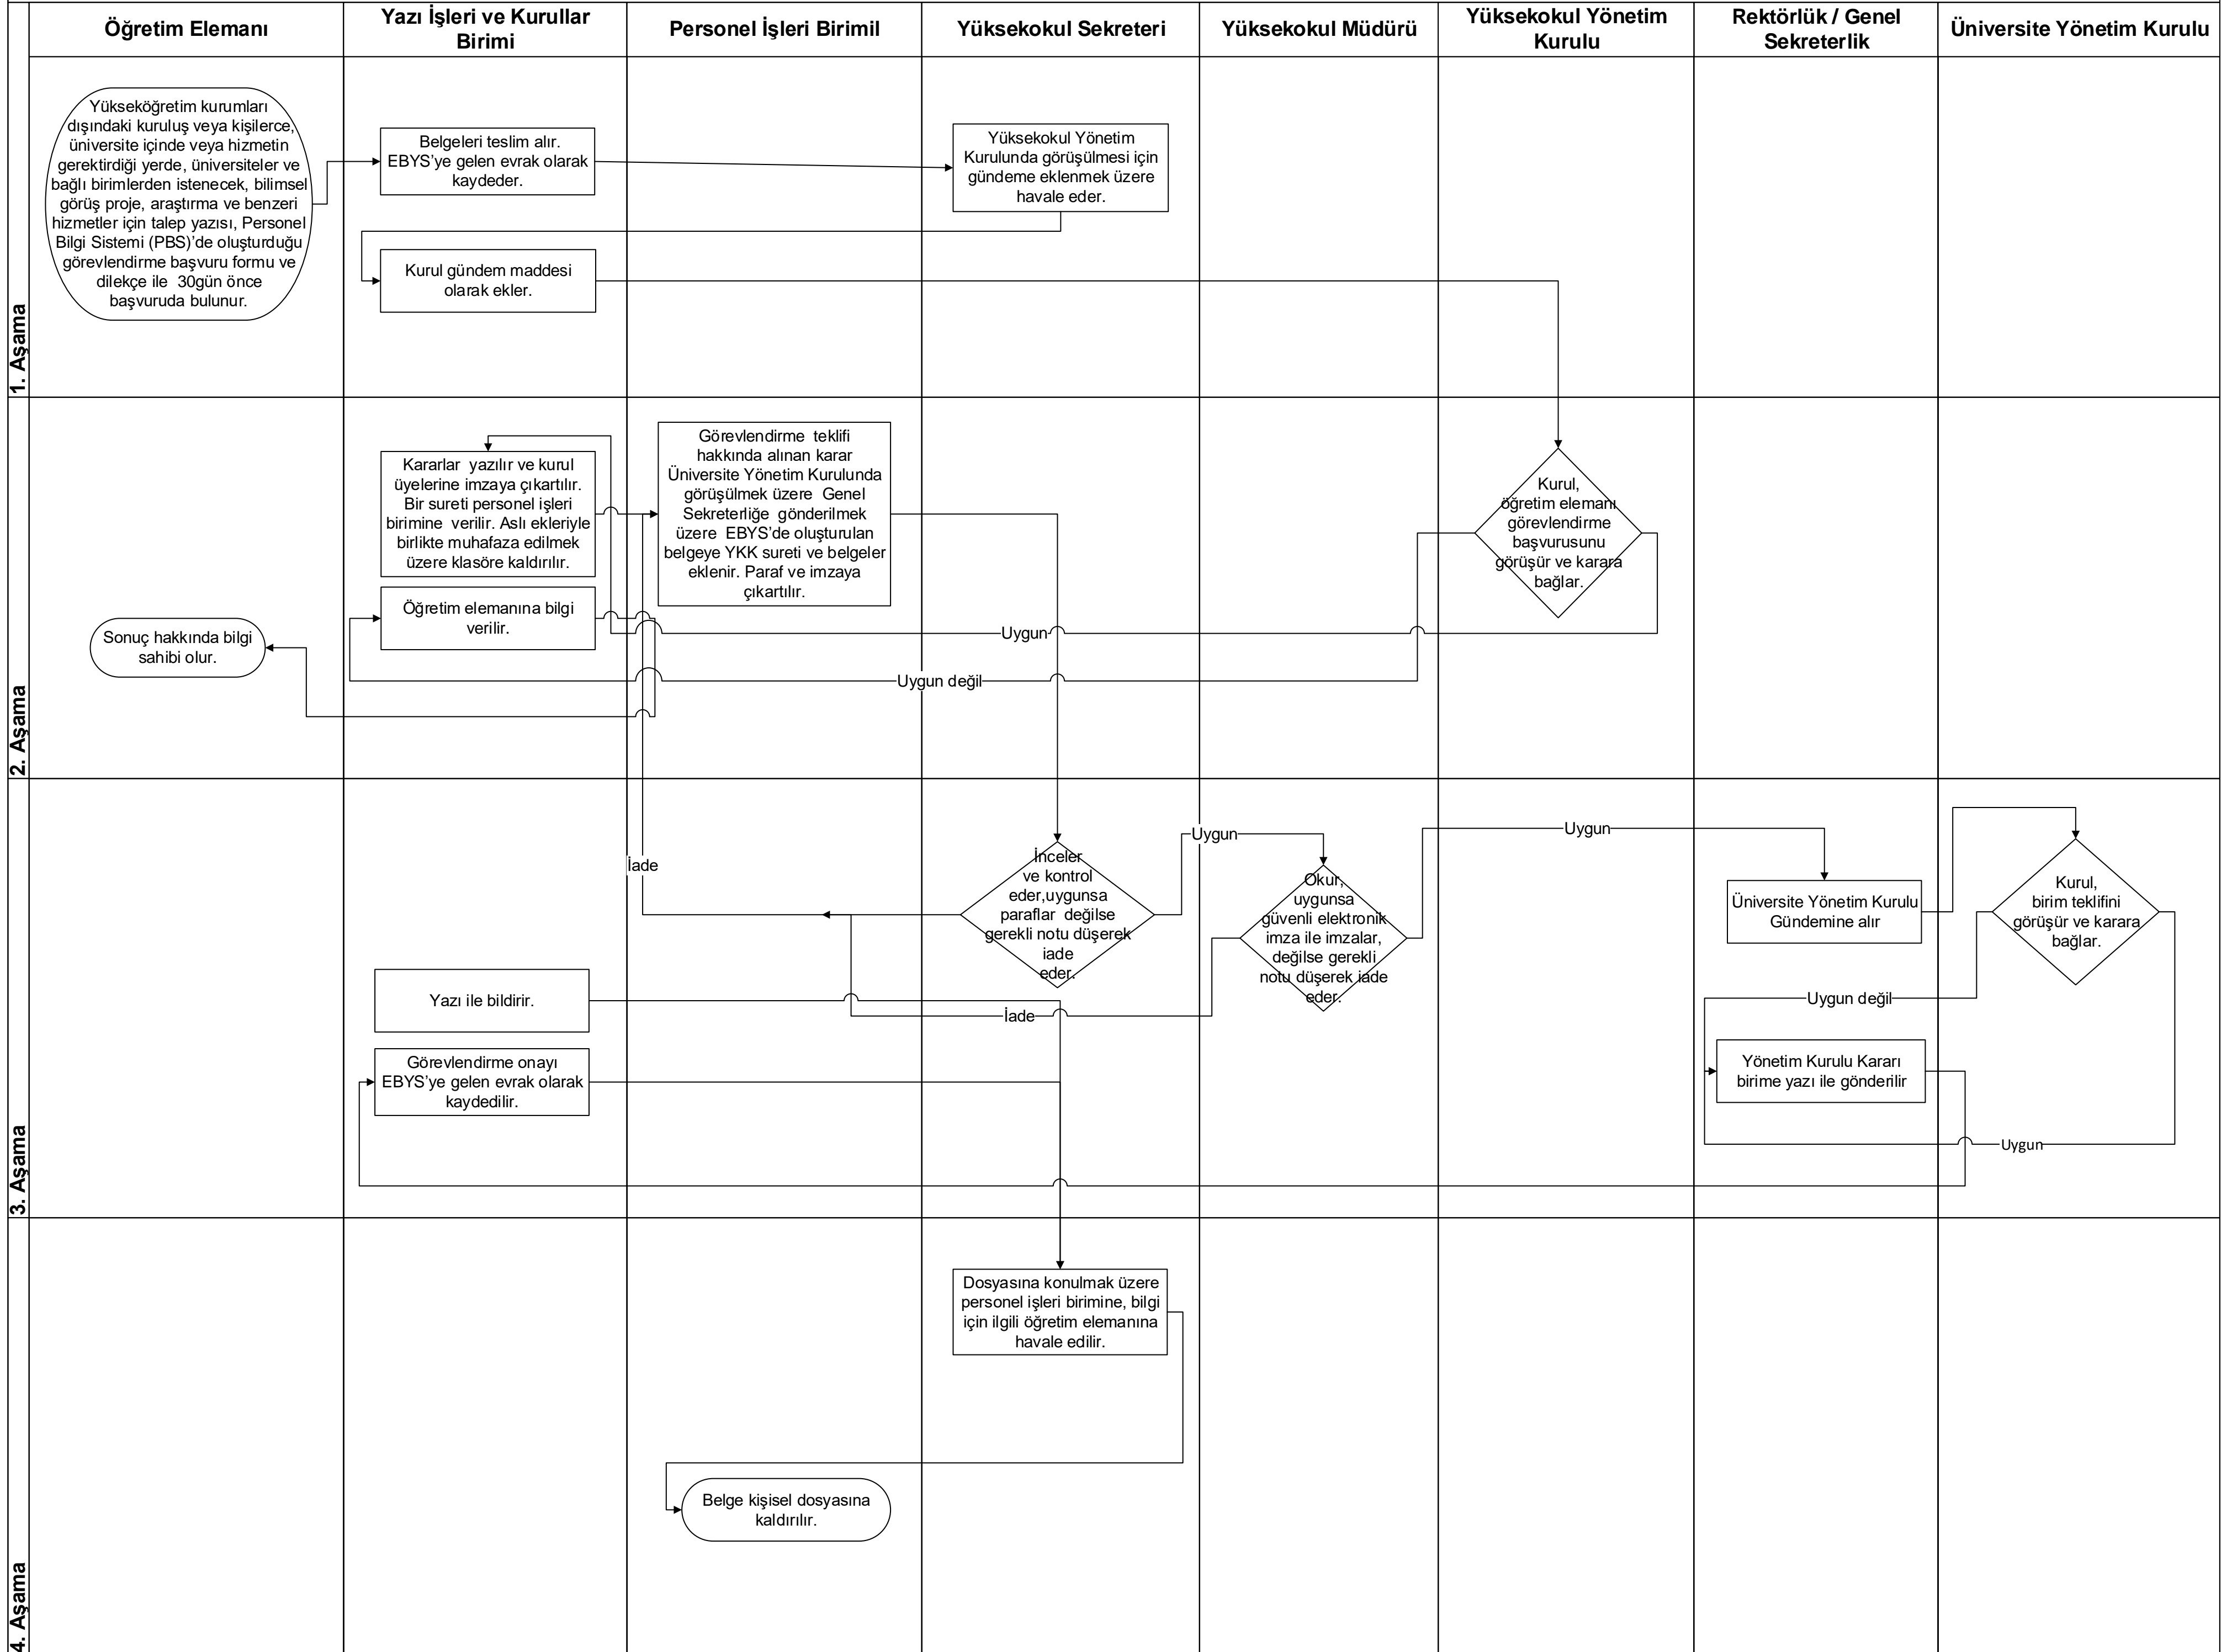 Öğretim Elemanı
Yazı İşleri ve Kurullar
Birimi
Personel İşleri Birimil
Yüksekokul Sekreteri
Yüksekokul Müdürü
Yüksekokul Yönetim
Kurulu
Rektörlük / Genel
Sekreterlik
Üniversite Yönetim Kurulu
1. Aşama
Yükseköğretim kurumları
dışındaki kuruluş veya kişilerce,
üniversite içinde veya hizmetin
gerektirdiği yerde, üniversiteler ve
bağlı birimlerden istenecek, bilimsel
görüş proje, araştırma ve benzeri
hizmetler için talep yazısı, Personel
Bilgi Sistemi (PBS)’de oluşturduğu
görevlendirme başvuru formu ve
dilekçe ile 30gün önce
başvuruda bulunur.
Belgeleri teslim alır.
EBYS’ye gelen evrak olarak
kaydeder.
Yüksekokul Yönetim
Kurulunda görüşülmesi için
gündeme eklenmek üzere
havale eder.
Kurul gündem maddesi
olarak ekler.
2. Aşama
Kararlar yazılır ve kurul
üyelerine imzaya çıkartılır.
Bir sureti personel işleri
birimine verilir. Aslı ekleriyle
birlikte muhafaza edilmek
üzere klasöre kaldırılır.
Görevlendirme teklifi
hakkında alınan karar
Üniversite Yönetim Kurulunda
görüşülmek üzere Genel
Sekreterliğe gönderilmek
üzere EBYS’de oluşturulan
belgeye YKK sureti ve belgeler
eklenir. Paraf ve imzaya
çıkartılır.
Kurul,
öğretim elemanı
görevlendirme
başvurusunu
görüşür ve karara
bağlar.
Öğretim elemanına bilgi
verilir.
Sonuç hakkında bilgi
sahibi olur.
Uygun
Uygun değil
3. Aşama
İade
İnceler
ve kontrol
eder,uygunsa
paraflar değilse
gerekli notu düşerek
iade
eder.
Uygun
Okur,
uygunsa
güvenli elektronik
imza ile imzalar,
değilse gerekli
notu düşerek iade
eder.
Uygun
Üniversite Yönetim Kurulu
Gündemine alır
Kurul,
birim teklifini
görüşür ve karara
bağlar.
Yazı ile bildirir.
İade
Uygun değil
Görevlendirme onayı
EBYS’ye gelen evrak olarak
kaydedilir.
Yönetim Kurulu Kararı
birime yazı ile gönderilir
Uygun
4. Aşama
Dosyasına konulmak üzere
personel işleri birimine, bilgi
için ilgili öğretim elemanına
havale edilir.
Belge kişisel dosyasına
kaldırılır.